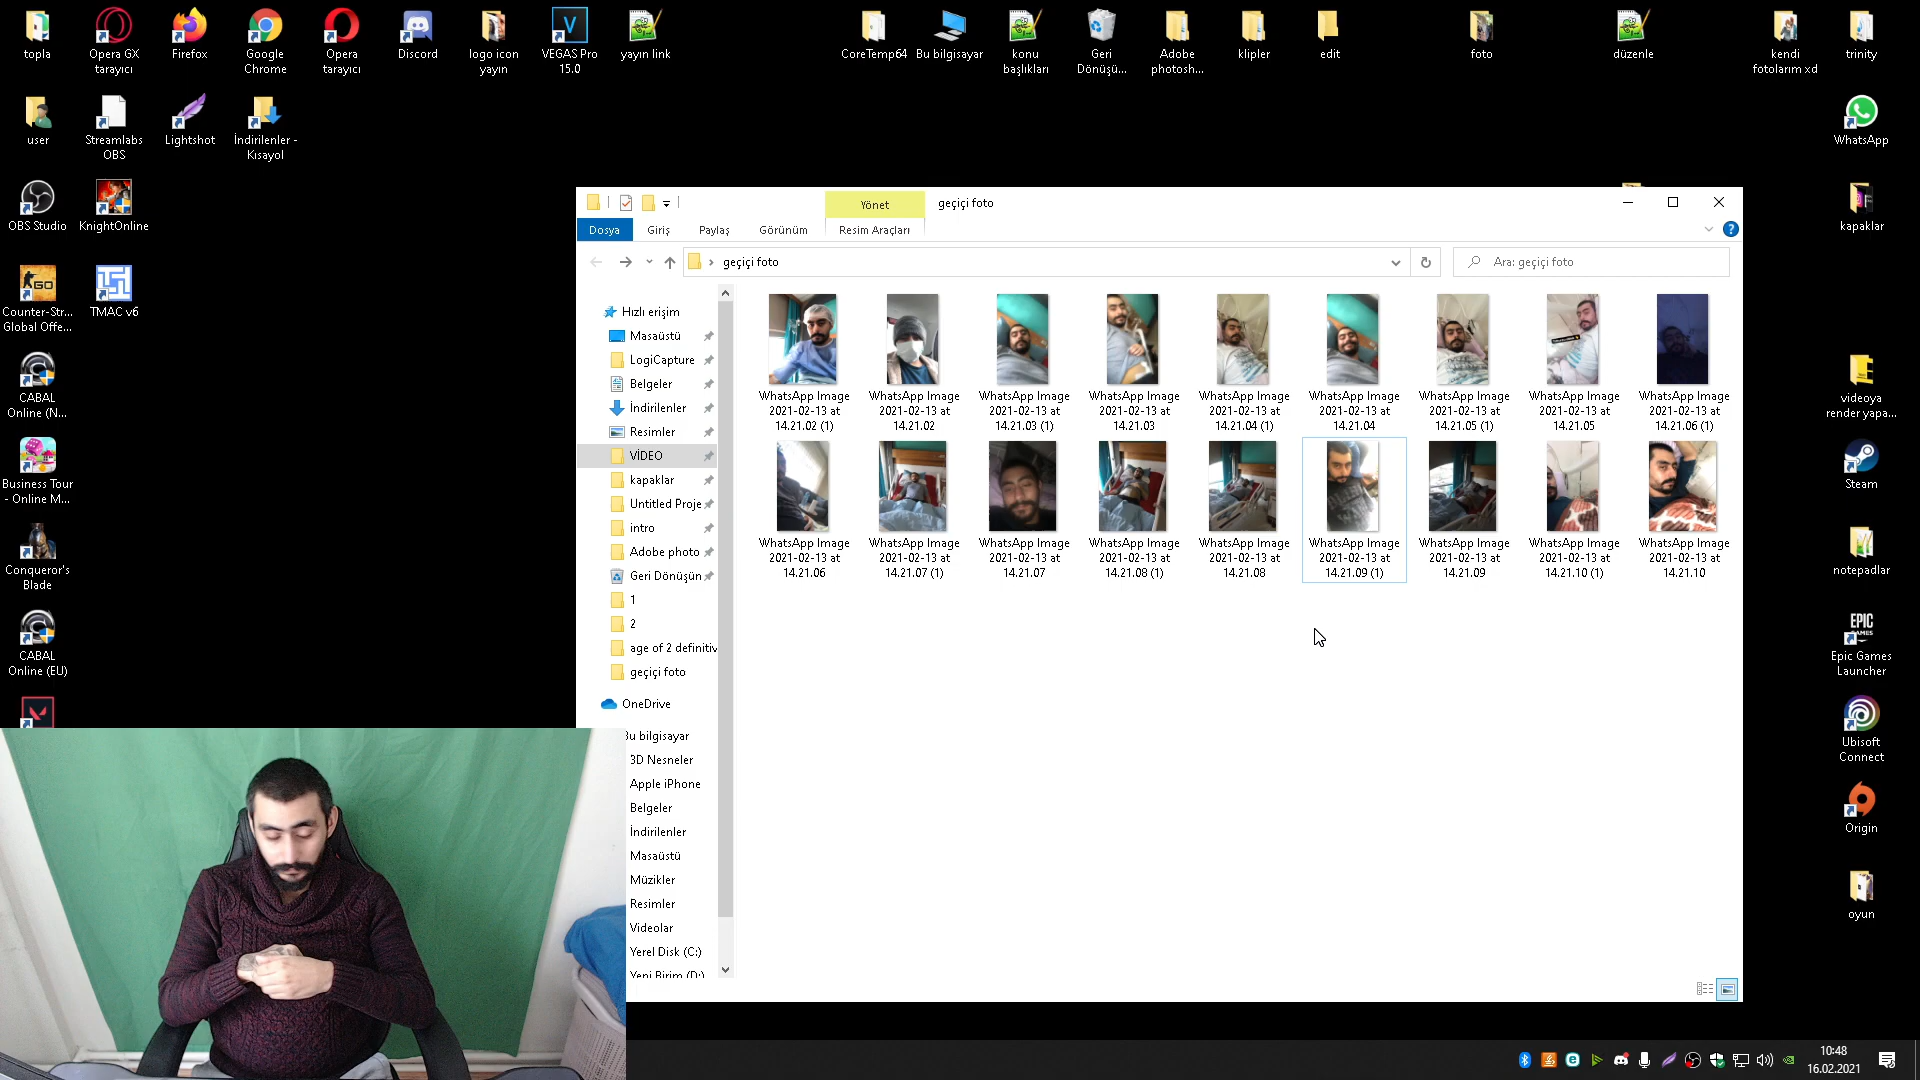 topla
Opera GX
tarayıcı
Firefox
Google
Chrome
Opera
tarayıcı
Discord
logo icon
yayın
VEGAS Pro
15.0
yayın link
CoreTemp64
Bu bilgisayar
konu
başlıkları
Geri
Dönüşü...
Adobe
photosh...
klipler
edit
foto
düzenle
kendi
fotolarım xd
trinity
user
Streamlabs
OBS
Lightshot
İndirilenler -
Kısayol
WhatsApp
OBS Studio
KnightOnline
kapaklar
Counter-Str...
Global Offe...
TMAC v6
CABAL
Online (N...
videoya
render yapa...
Business Tour
- Online M...
Steam
Conqueror's
Blade
notepadlar
CABAL
Online (EU)
EPIC
GAMES
Epic Games
Launcher
Ubisoft
Connect
Origin
oyun
Yönet
geçiçi foto
Dosya
Giriş
Paylaş
Görünüm
Resim Araçları
geçiçi foto
Ara: geçiçi foto
Hızlı erişim
Masaüstü
LogiCapture
Belgeler
İndirilenler
Resimler
VİDEO
kapaklar
Untitled Proje
intro
Adobe photo
Geri Dönüşün
1
2
age of 2 definitiv
geçiçi foto
OneDrive
Bu bilgisayar
3D Nesneler
Apple iPhone
Belgeler
İndirilenler
Masaüstü
Müzikler
Resimler
Videolar
Yerel Disk (C:)
Yeni Birim (D:)
WhatsApp Image
2021-02-13 at
14.21.02 (1)
WhatsApp Image
2021-02-13 at
14.21.02
WhatsApp Image
2021-02-13 at
14.21.03 (1)
WhatsApp Image
2021-02-13 at
14.21.03
WhatsApp Image
2021-02-13 at
14.21.04 (1)
WhatsApp Image
2021-02-13 at
14.21.04
WhatsApp Image
2021-02-13 at
14.21.05 (1)
WhatsApp Image
2021-02-13 at
14.21.05
WhatsApp Image
2021-02-13 at
14.21.06 (1)
WhatsApp Image
2021-02-13 at
14.21.06
WhatsApp Image
2021-02-13 at
14.21.07 (1)
WhatsApp Image
2021-02-13 at
14.21.07
WhatsApp Image
2021-02-13 at
14.21.08 (1)
WhatsApp Image
2021-02-13 at
14.21.08
WhatsApp Image
2021-02-13 at
14.21.09 (1)
WhatsApp Image
2021-02-13 at
14.21.09
WhatsApp Image
2021-02-13 at
14.21.10 (1)
WhatsApp Image
2021-02-13 at
14.21.10
10:48
16.02.2021